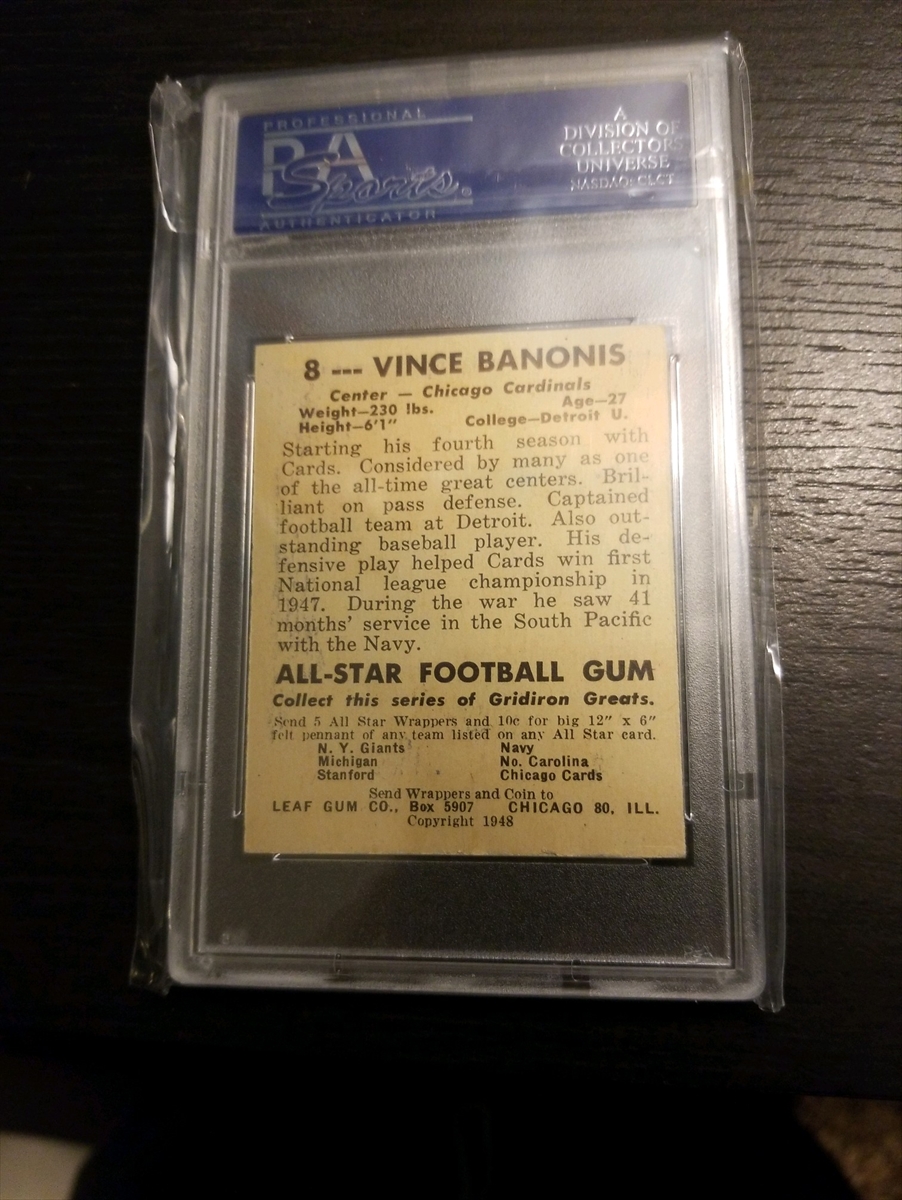 PROFESSIONAL
PSA
Sports.
AUTHENTICATOR
A
DIVISION OF
COLLECTORS
UNIVERSE
NASDAQ: CLCT
8 --- VINCE BANONIS
Center — Chicago Cardinals
Weight—230 lbs. Age—27
Height—6'1" College—Detroit U.
Starting his fourth season with
Cards. Considered by many as one
of the all-time great centers. Bril-
liant on pass defense. Captained
football team at Detroit. Also out-
standing baseball player. His de-
fensive play helped Cards win first
National league championship in
1947. During the war he saw 41
months' service in the South Pacific
with the Navy.
ALL-STAR FOOTBALL GUM
Collect this series of Gridiron Greats.
Send 5 All Star Wrappers and 10c for big 12" x 6"
felt pennant of any team listed on any All Star card.
N. Y. Giants Navy
Michigan No. Carolina
Stanford Chicago Cards
Send Wrappers and Coin to
LEAF GUM CO., Box 5907 CHICAGO 80, ILL.
Copyright 1948